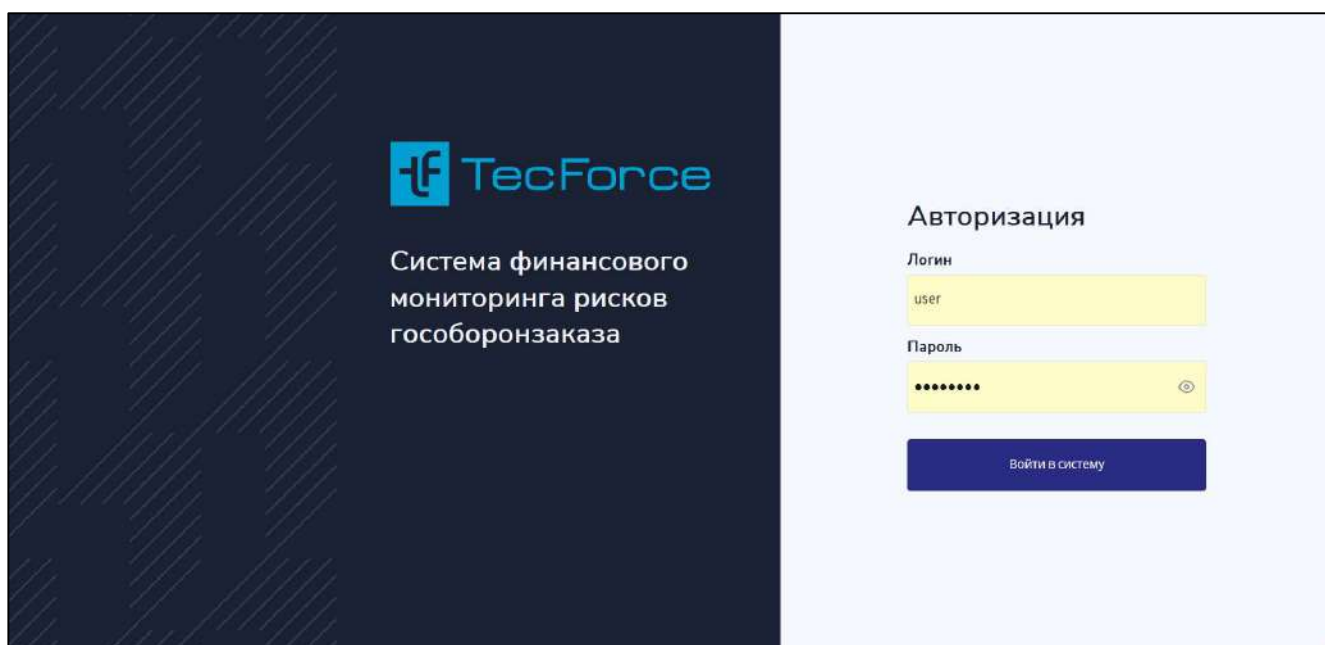 TecForce
Система финансового
мониторинга рисков
гособоронзаказа
Авторизация
Логин
user
Пароль
••••••••
Войти в систему